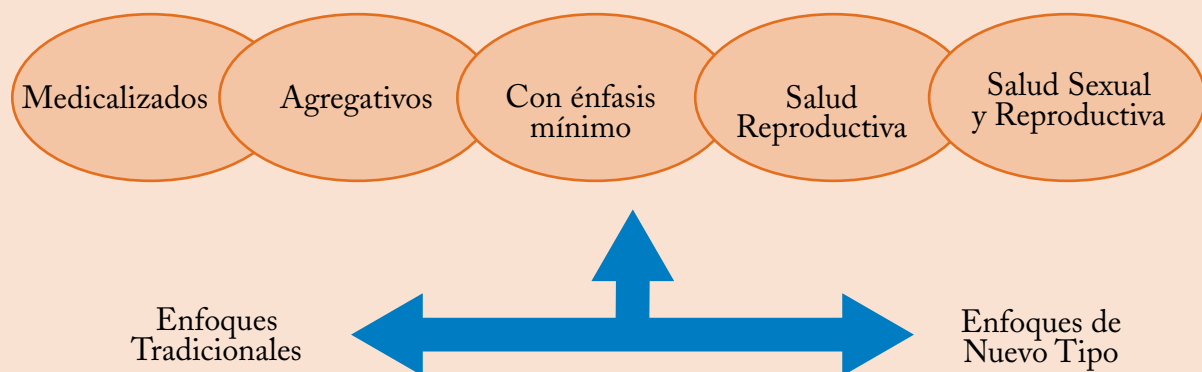 Medicalizados
Agregativos
Con énfasis
mínimo
Salud
Reproductiva
Salud Sexual
y Reproductiva
Enfoques
Tradicionales
Enfoques de
Nuevo Tipo